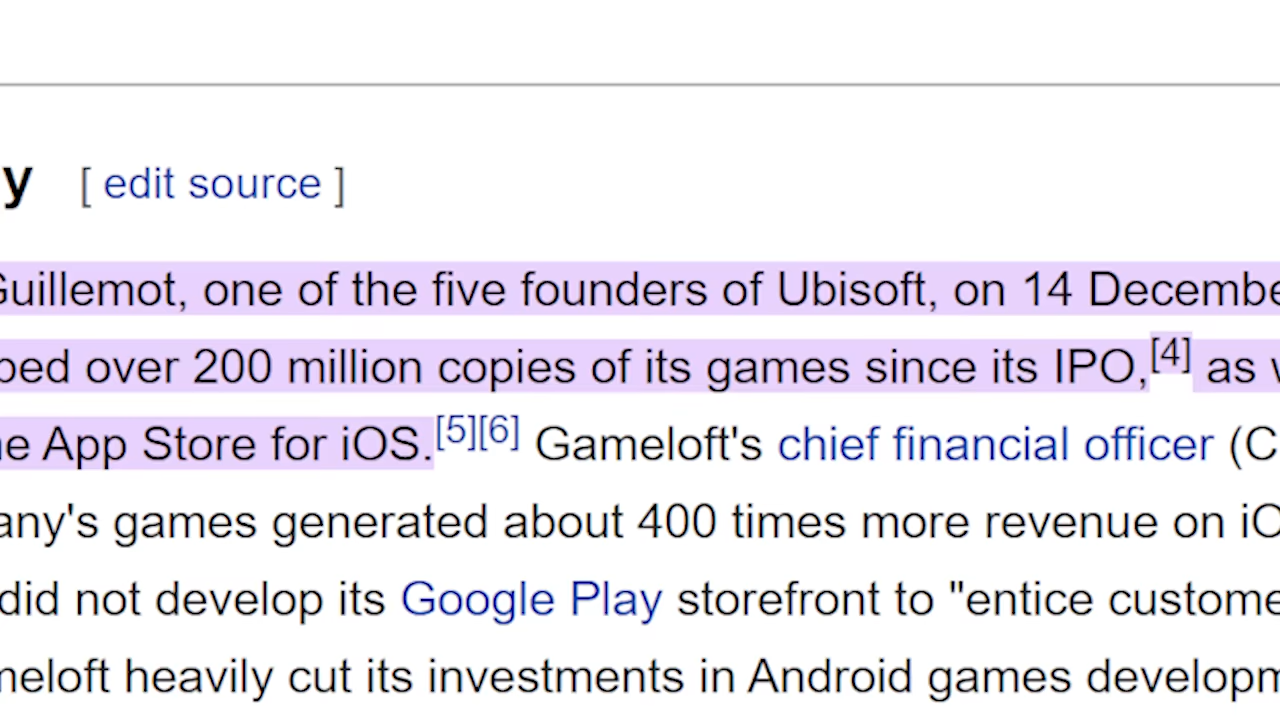 y [ edit source ]
Guillemot, one of the five founders of Ubisoft, on 14 Decembe
ped over 200 million copies of its games since its IPO,[4] as w
ne App Store for iOS.[5][6] Gameloft's chief financial officer (C
any's games generated about 400 times more revenue on iO
did not develop its Google Play storefront to "entice custome
meloft heavily cut its investments in Android games developm